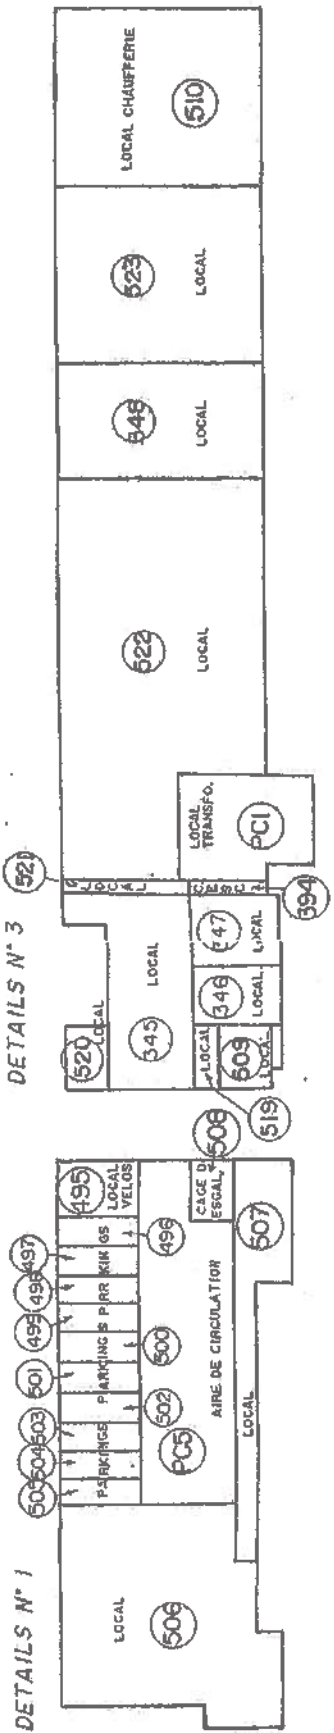 DETAILS N° 1
505 504 503 501 499 498 497
PARKINGS PARKINGS PARKINGS
502 500 496
495
LOCAL
VELOS
LOCAL
506
PC5
AIRE DE CIRCULATION
CAGE D'
ESCAL
508
LOCAL
507
DETAILS N° 3
521
520
LOCAL
345
LOCAL
LOCAL
519
509
LOCAL
346
LOCAL
347
LOCAL
LOCAL
394
LOCAL
TRANSFO.
PC1
522
LOCAL
348
LOCAL
523
LOCAL
LOCAL CHAUFFERIE
510